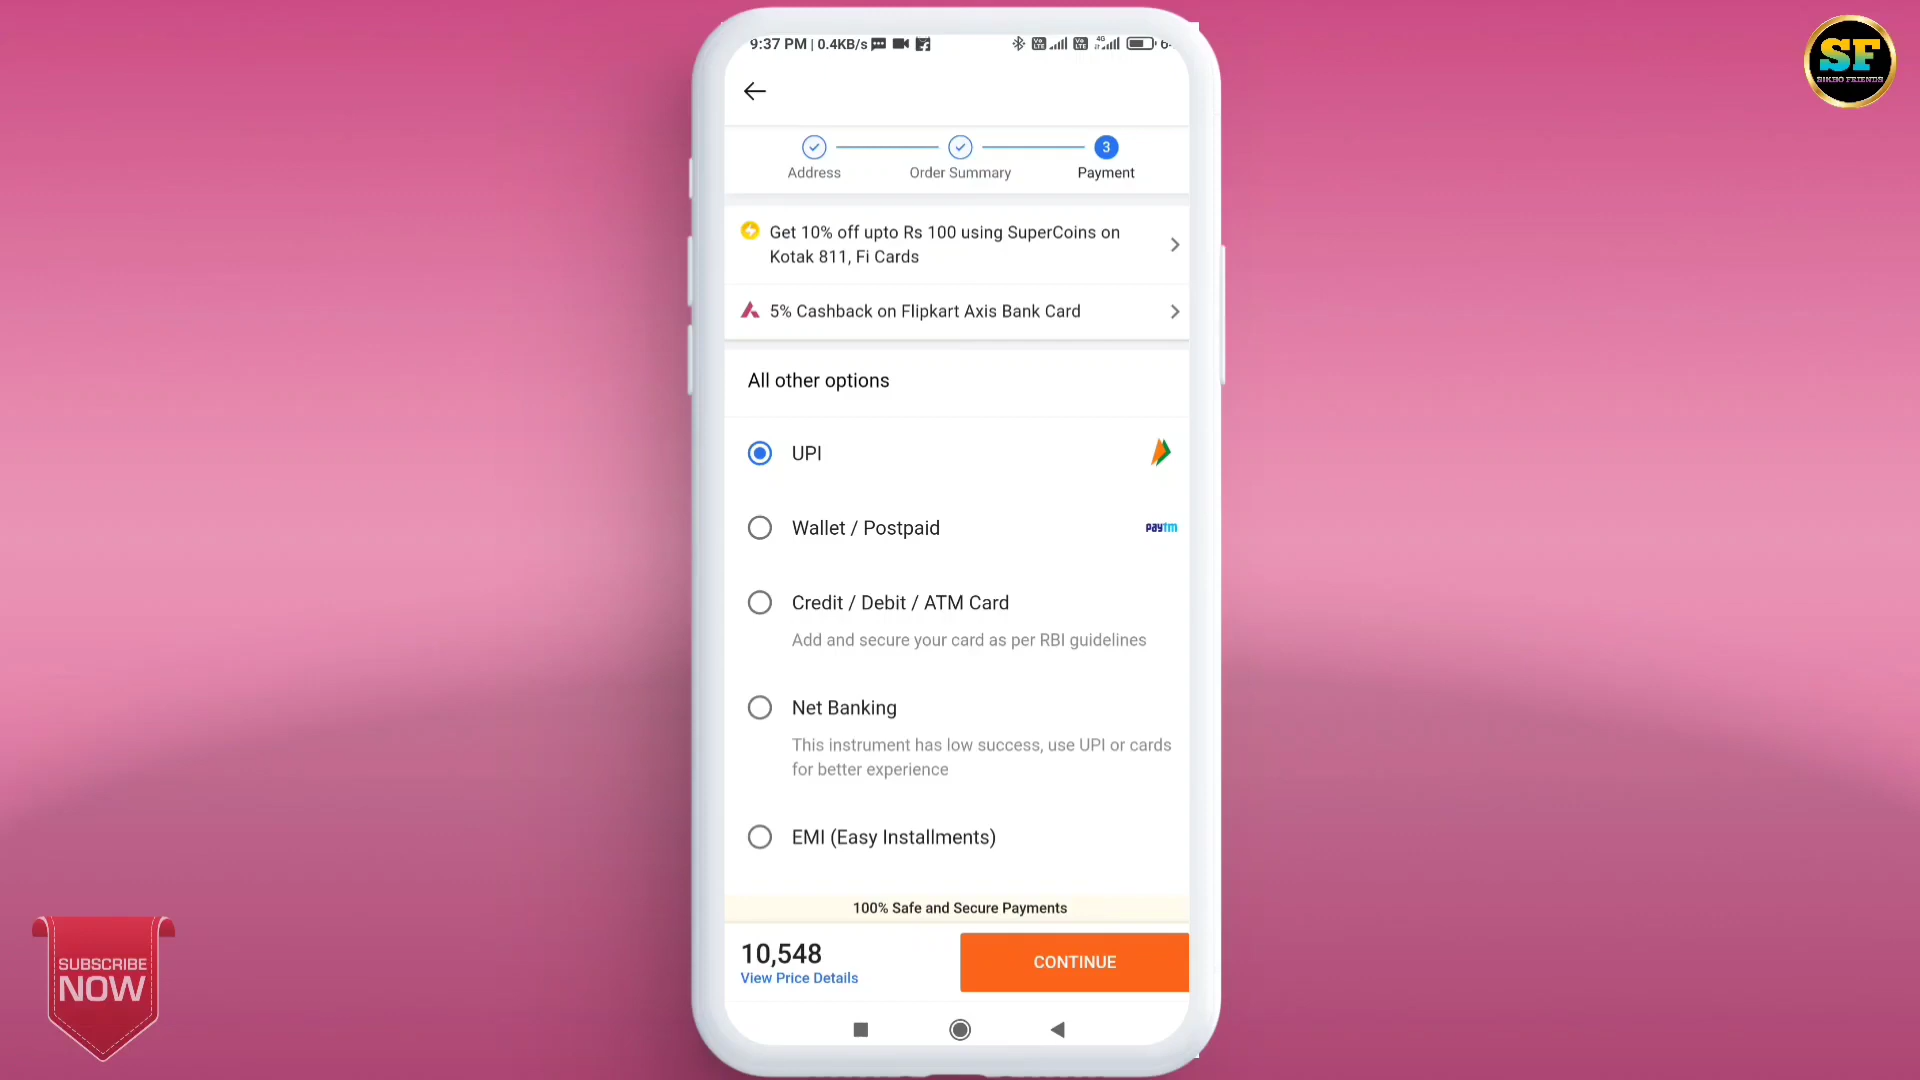 9:37 PM | 0.4KB/s
SF
SIKHO FRIENDS
3
Address
Order Summary
Payment
Get 10% off upto Rs 100 using SuperCoins on
Kotak 811, Fi Cards
5% Cashback on Flipkart Axis Bank Card
All other options
UPI
Wallet / Postpaid
paytm
Credit / Debit / ATM Card
Add and secure your card as per RBI guidelines
Net Banking
This instrument has low success, use UPI or cards
for better experience
EMI (Easy Installments)
100% Safe and Secure Payments
10,548
View Price Details
CONTINUE
SUBSCRIBE
NOW